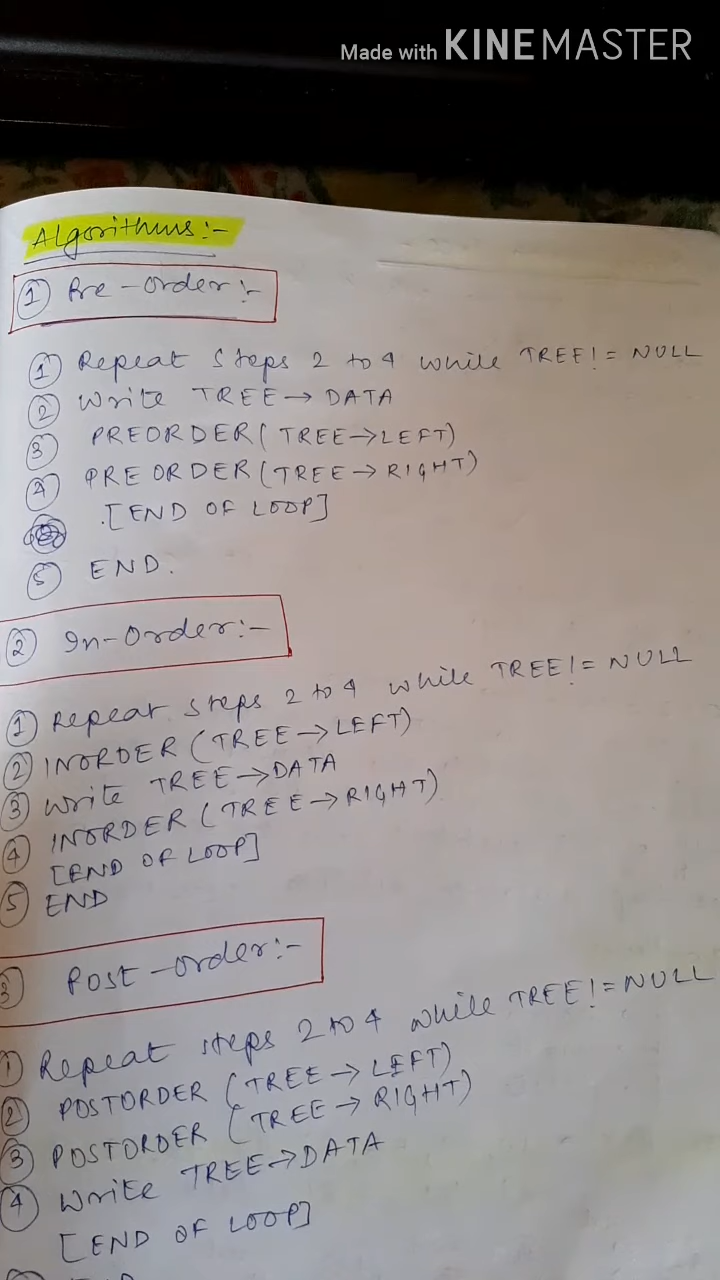 Made with KINEMASTER
Algorithms:-
① Pre-order:-
① Repeat steps 2 to 4 while TREE != NULL
② Write TREE → DATA
③ PREORDER(TREE→LEFT)
④ PREORDER(TREE→RIGHT)
[END OF LOOP]
⑤ END.
② In-Order:-
① Repeat steps 2 to 4 while TREE != NULL
② INORDER(TREE→LEFT)
③ Write TREE→DATA
④ INORDER(TREE→RIGHT)
[END OF LOOP]
⑤ END
③ Post-order:-
① Repeat steps 2 to 4 while TREE != NULL
② POSTORDER (TREE→LEFT)
③ POSTORDER (TREE→RIGHT)
④ Write TREE→DATA
[END OF LOOP]